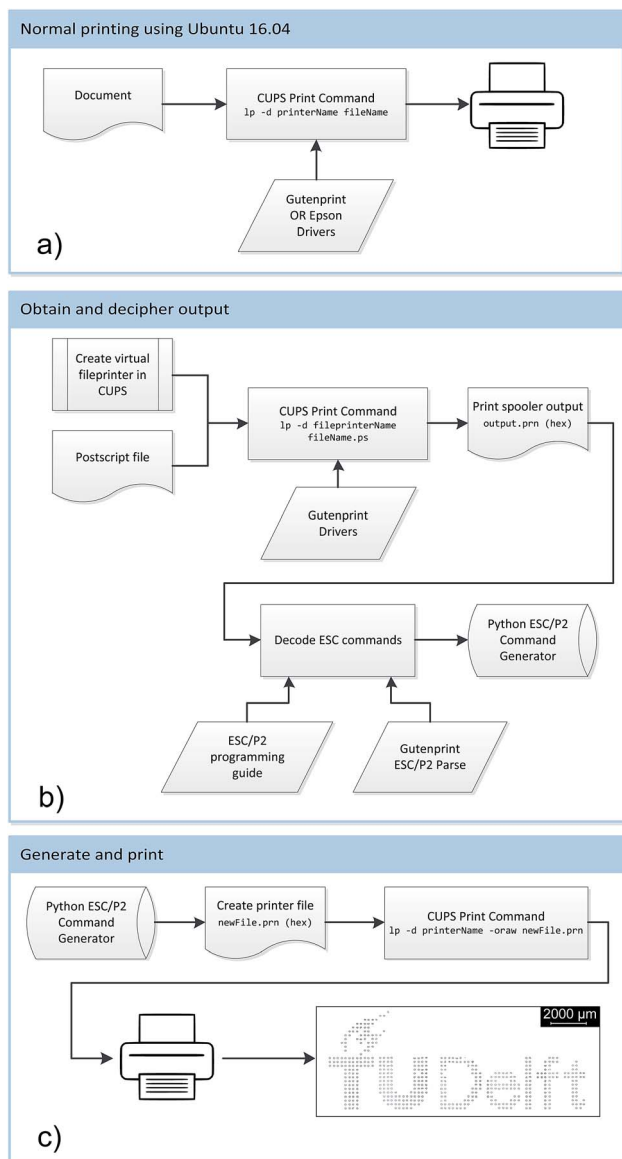 Normal printing using Ubuntu 16.04
Document
CUPS Print Command
lp -d printerName fileName
Gutenprint
OR Epson
Drivers
a)
Obtain and decipher output
Create virtual
fileprinter in
CUPS
Postscript file
CUPS Print Command
lp -d fileprinterName
fileName.ps
Print spooler output
output.prn (hex)
Gutenprint
Drivers
Decode ESC commands
Python ESC/P2
Command
Generator
ESC/P2
programming
guide
Gutenprint
ESC/P2 Parse
b)
Generate and print
Python ESC/P2
Command
Generator
Create printer file
newFile.prn (hex)
CUPS Print Command
lp -d printerName -oraw newFile.prn
2000 µm
TUDelft
c)